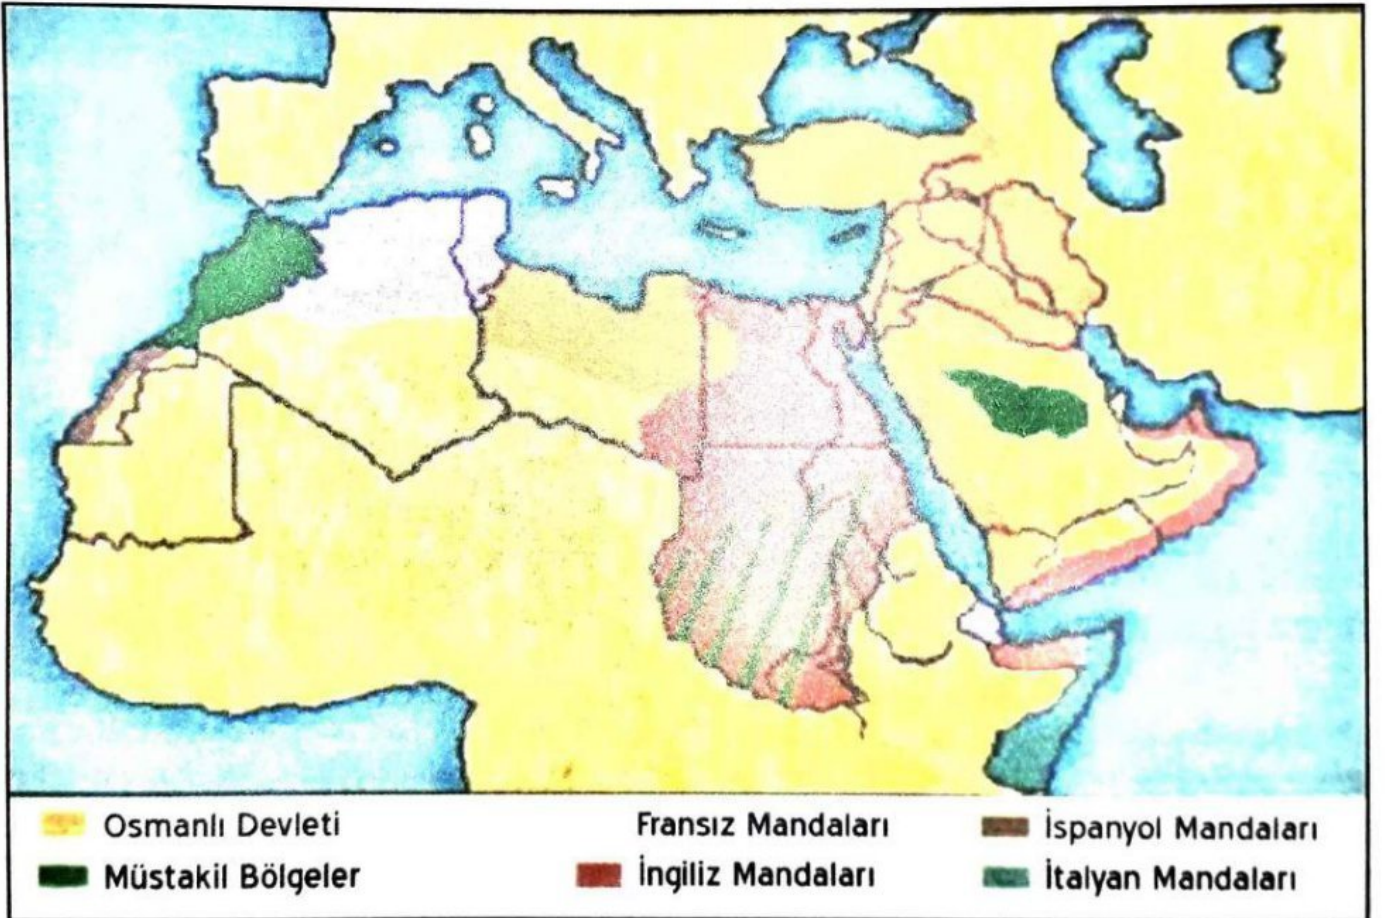 Osmanlı Devleti
Fransız Mandaları
İspanyol Mandaları
Müstakil Bölgeler
İngiliz Mandaları
İtalyan Mandaları